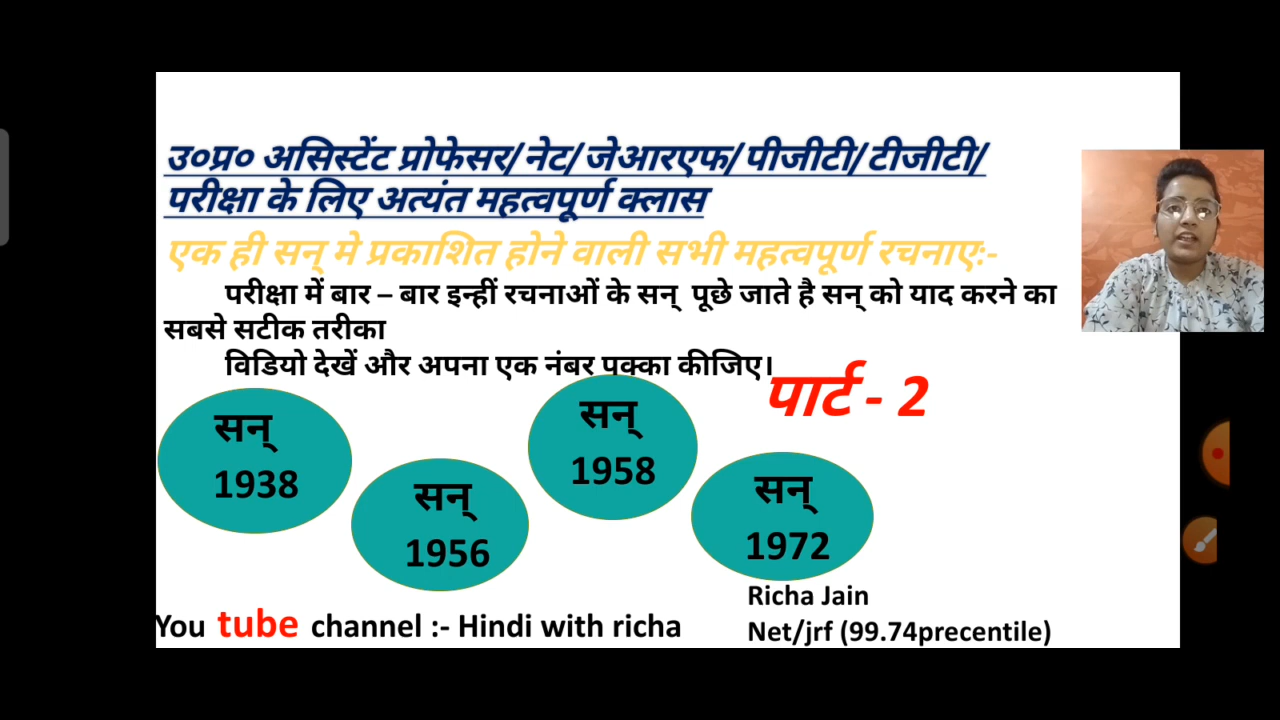 उ०प्र० असिस्टेंट प्रोफेसर/नेट/जेआरएफ/पीजीटी/टीजीटी/
परीक्षा के लिए अत्यंत महत्वपूर्ण क्लास
एक ही सन् मे प्रकाशित होने वाली सभी महत्वपूर्ण रचनाएः-
परीक्षा में बार – बार इन्हीं रचनाओं के सन् पूछे जाते है सन् को याद करने का
सबसे सटीक तरीका
विडियो देखें और अपना एक नंबर पक्का कीजिए।
पार्ट - 2
सन्
1938
सन्
1956
सन्
1958
सन्
1972
You tube channel :- Hindi with richa
Richa Jain
Net/jrf (99.74precentile)